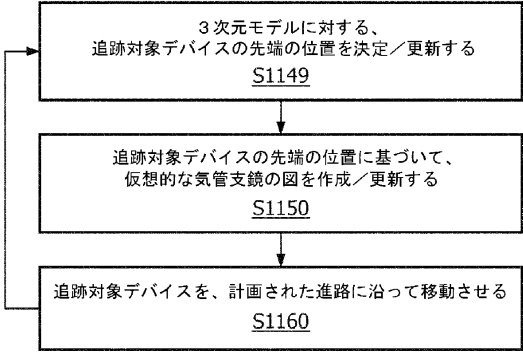 ３次元モデルに対する、
追跡対象デバイスの先端の位置を決定／更新する
S1149
追跡対象デバイスの先端の位置に基づいて、
仮想的な気管支鏡の図を作成／更新する
S1150
追跡対象デバイスを、計画された進路に沿って移動させる
S1160